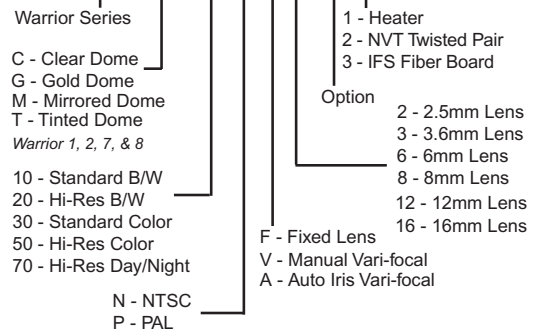 Warrior Series
C - Clear Dome
G - Gold Dome
M - Mirrored Dome
T - Tinted Dome
Warrior 1, 2, 7, & 8
10 - Standard B/W
20 - Hi-Res B/W
30 - Standard Color
50 - Hi-Res Color
70 - Hi-Res Day/Night
N - NTSC
P - PAL
F - Fixed Lens
V - Manual Vari-focal
A - Auto Iris Vari-focal
2 - 2.5mm Lens
3 - 3.6mm Lens
6 - 6mm Lens
8 - 8mm Lens
12 - 12mm Lens
16 - 16mm Lens
Option
1 - Heater
2 - NVT Twisted Pair
3 - IFS Fiber Board